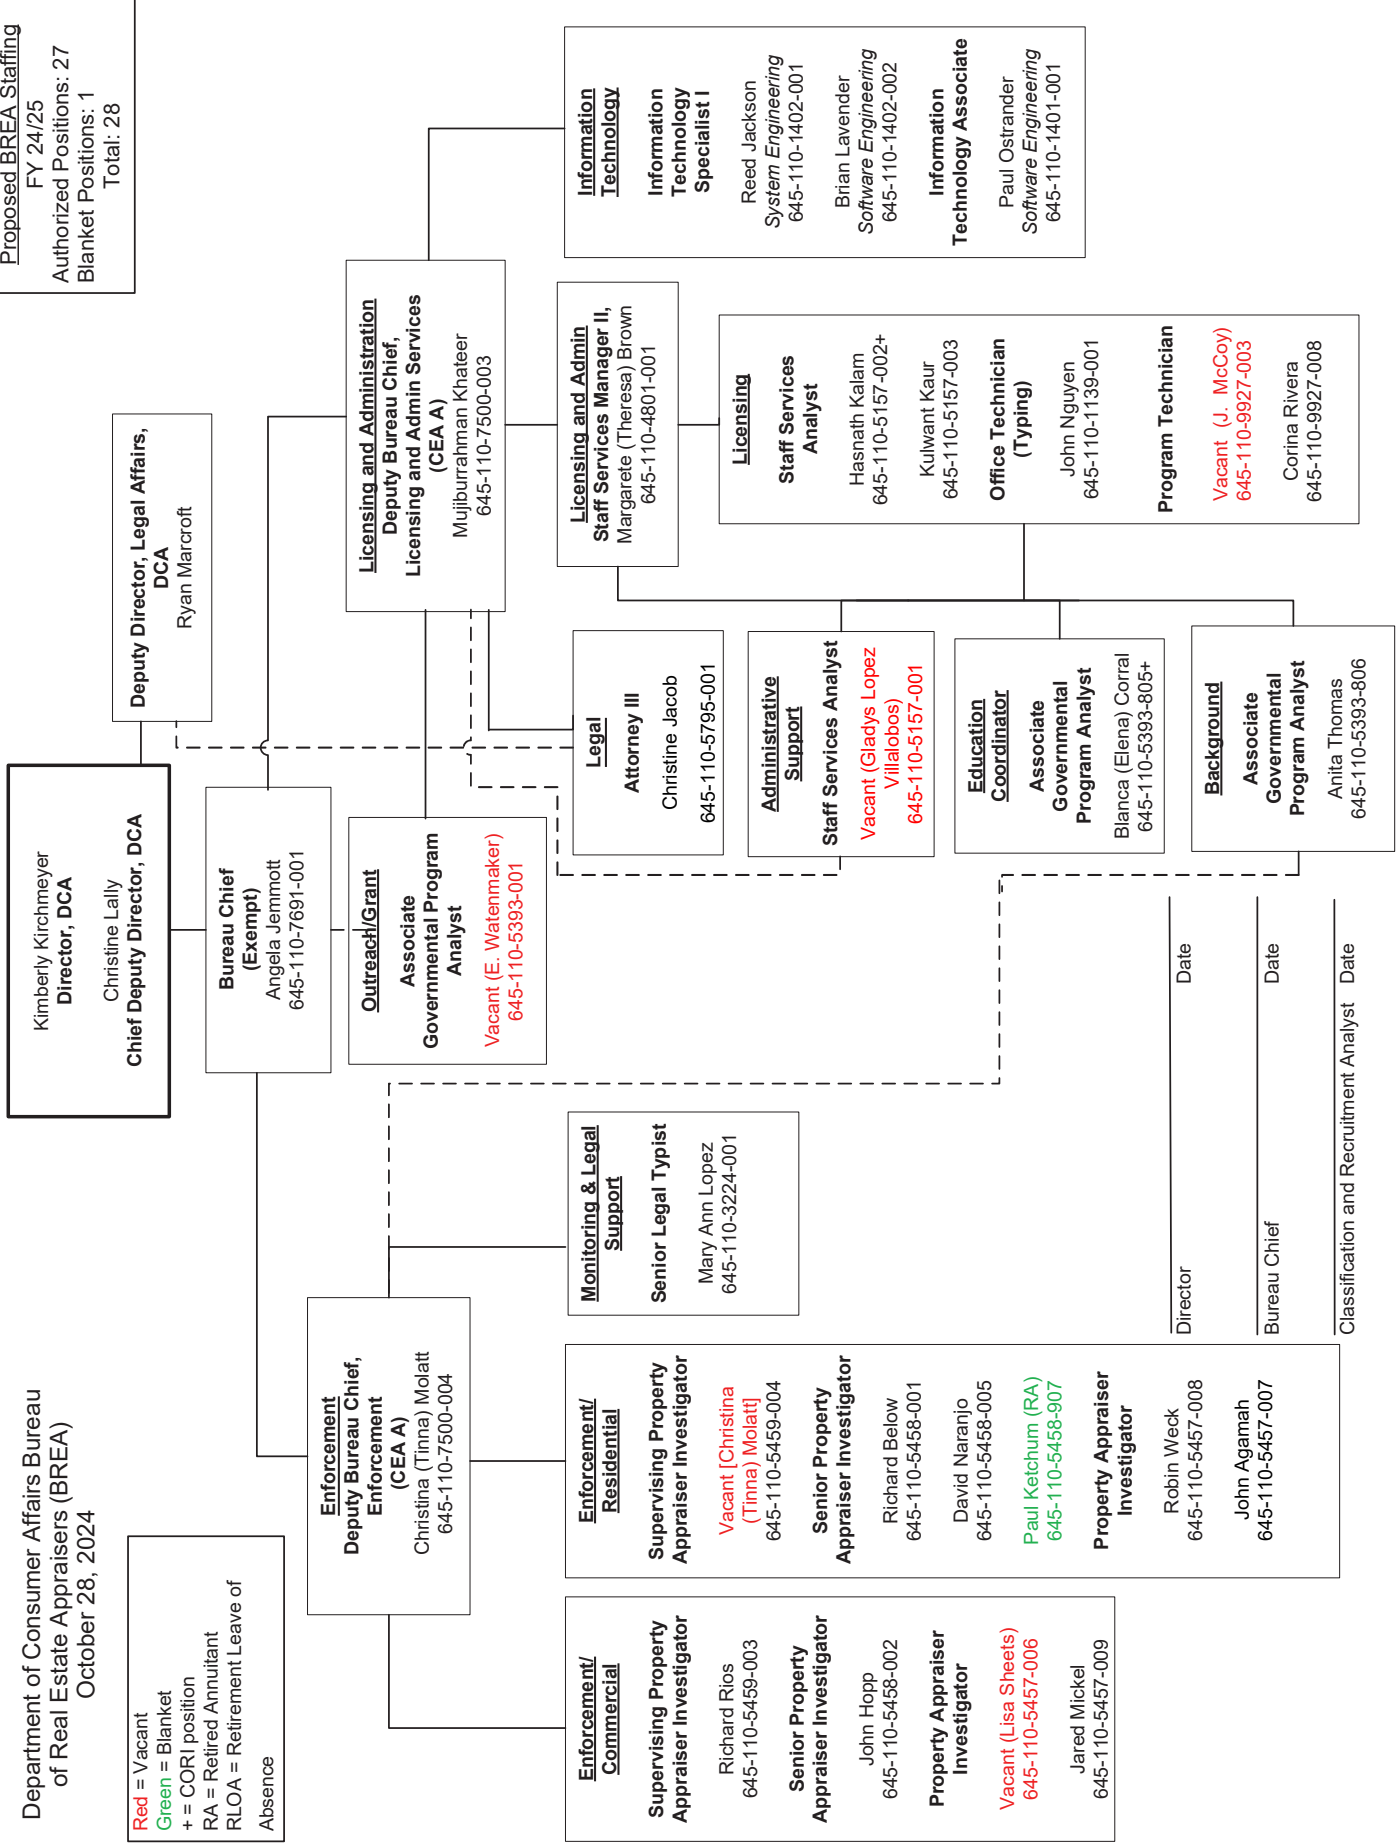 Department of Consumer Affairs Bureau
of Real Estate Appraisers (BREA)
October 28, 2024
Red = Vacant
Green = Blanket
+ = CORI position
RA = Retired Annuitant
RLOA = Retirement Leave of
Absence
Kimberly Kirchmeyer
Director, DCA
Christine Lally
Chief Deputy Director, DCA
Proposed BREA Staffing
FY 24/25
Authorized Positions: 27
Blanket Positions: 1
Total: 28
Deputy Director, Legal Affairs,
DCA
Ryan Marcroft
Bureau Chief
(Exempt)
Angela Jemmott
645-110-7691-001
Enforcement
Deputy Bureau Chief,
Enforcement
(CEA A)
Christina (Tinna) Molatt
645-110-7500-004
Outreach/Grant
Associate
Governmental Program
Analyst
Vacant (E. Watenmaker)
645-110-5393-001
Licensing and Administration
Deputy Bureau Chief,
Licensing and Admin Services
(CEA A)
Mujiburrahman Khateer
645-110-7500-003
Enforcement/
Commercial
Supervising Property
Appraiser Investigator
Richard Rios
645-110-5459-003
Senior Property
Appraiser Investigator
John Hopp
645-110-5458-002
Property Appraiser
Investigator
Vacant (Lisa Sheets)
645-110-5457-006
Jared Mickel
645-110-5457-009
Enforcement/
Residential
Supervising Property
Appraiser Investigator
Vacant [Christina
(Tinna) Molatt]
645-110-5459-004
Senior Property
Appraiser Investigator
Richard Below
645-110-5458-001
David Naranjo
645-110-5458-005
Paul Ketchum (RA)
645-110-5458-907
Property Appraiser
Investigator
Robin Weck
645-110-5457-008
John Agamah
645-110-5457-007
Monitoring & Legal
Support
Senior Legal Typist
Mary Ann Lopez
645-110-3224-001
Legal
Attorney III
Christine Jacob
645-110-5795-001
Licensing and Admin
Staff Services Manager II,
Margarete (Theresa) Brown
645-110-4801-001
Information
Technology
Information
Technology
Specialist I
Reed Jackson
System Engineering
645-110-1402-001
Brian Lavender
Software Engineering
645-110-1402-002
Information
Technology Associate
Paul Ostrander
Software Engineering
645-110-1401-001
Administrative
Support
Staff Services Analyst
Vacant (Gladys Lopez
Villalobos)
645-110-5157-001
Education
Coordinator
Associate
Governmental
Program Analyst
Blanca (Elena) Corral
645-110-5393-805+
Background
Associate
Governmental
Program Analyst
Anita Thomas
645-110-5393-806
Licensing
Staff Services
Analyst
Hasnath Kalam
645-110-5157-002+
Kulwant Kaur
645-110-5157-003
Office Technician
(Typing)
John Nguyen
645-110-1139-001
Program Technician
Vacant (J. McCoy)
645-110-9927-003
Corina Rivera
645-110-9927-008
Director Date
Bureau Chief Date
Classification and Recruitment Analyst Date